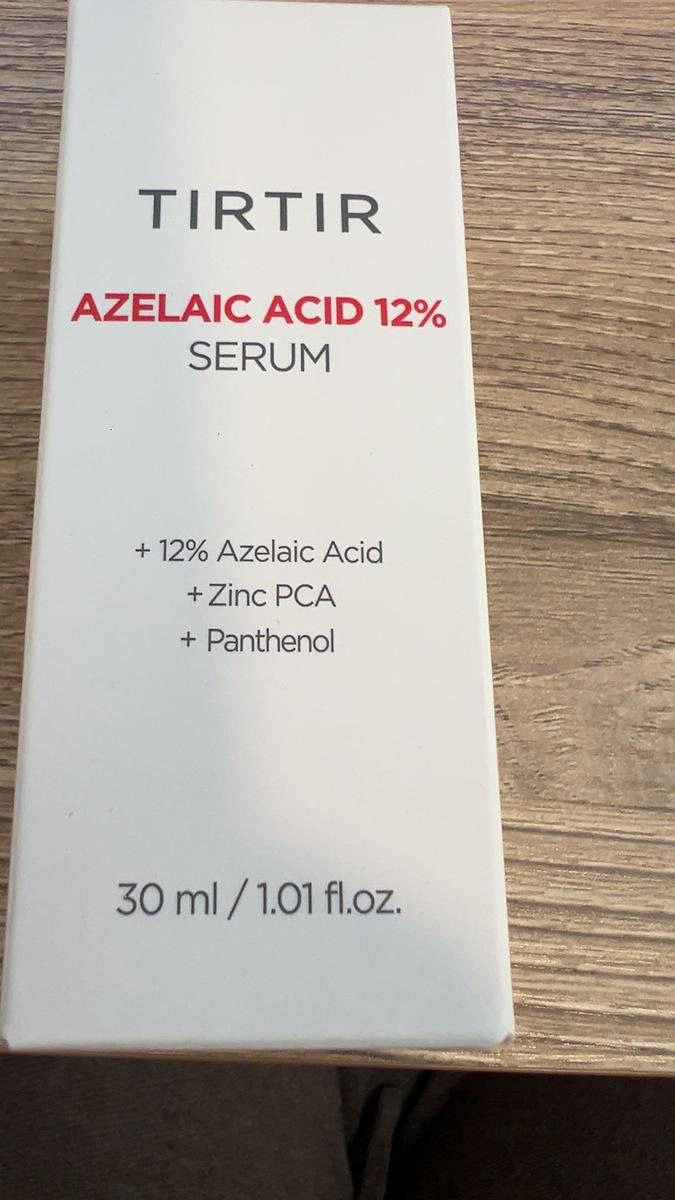 TIRTIR
AZELAIC ACID 12%
SERUM
+ 12% Azelaic Acid
+ Zinc PCA
+ Panthenol
30 ml / 1.01 fl.oz.